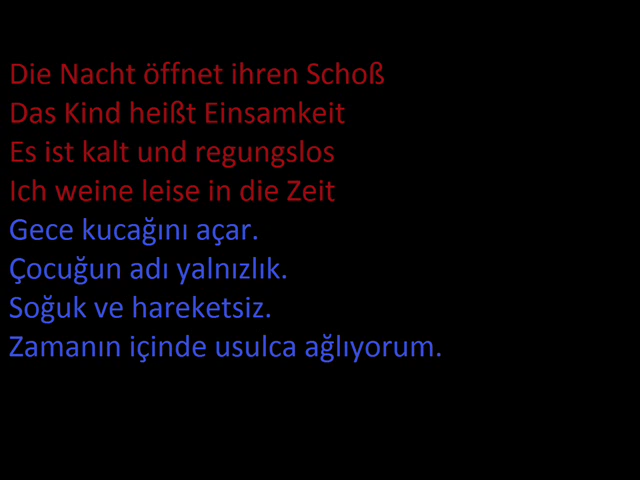 Die Nacht öffnet ihren Schoß
Das Kind heißt Einsamkeit
Es ist kalt und regungslos
Ich weine leise in die Zeit
Gece kucağını açar.
Çocuğun adı yalnızlık.
Soğuk ve hareketsiz.
Zamanın içinde usulca ağlıyorum.